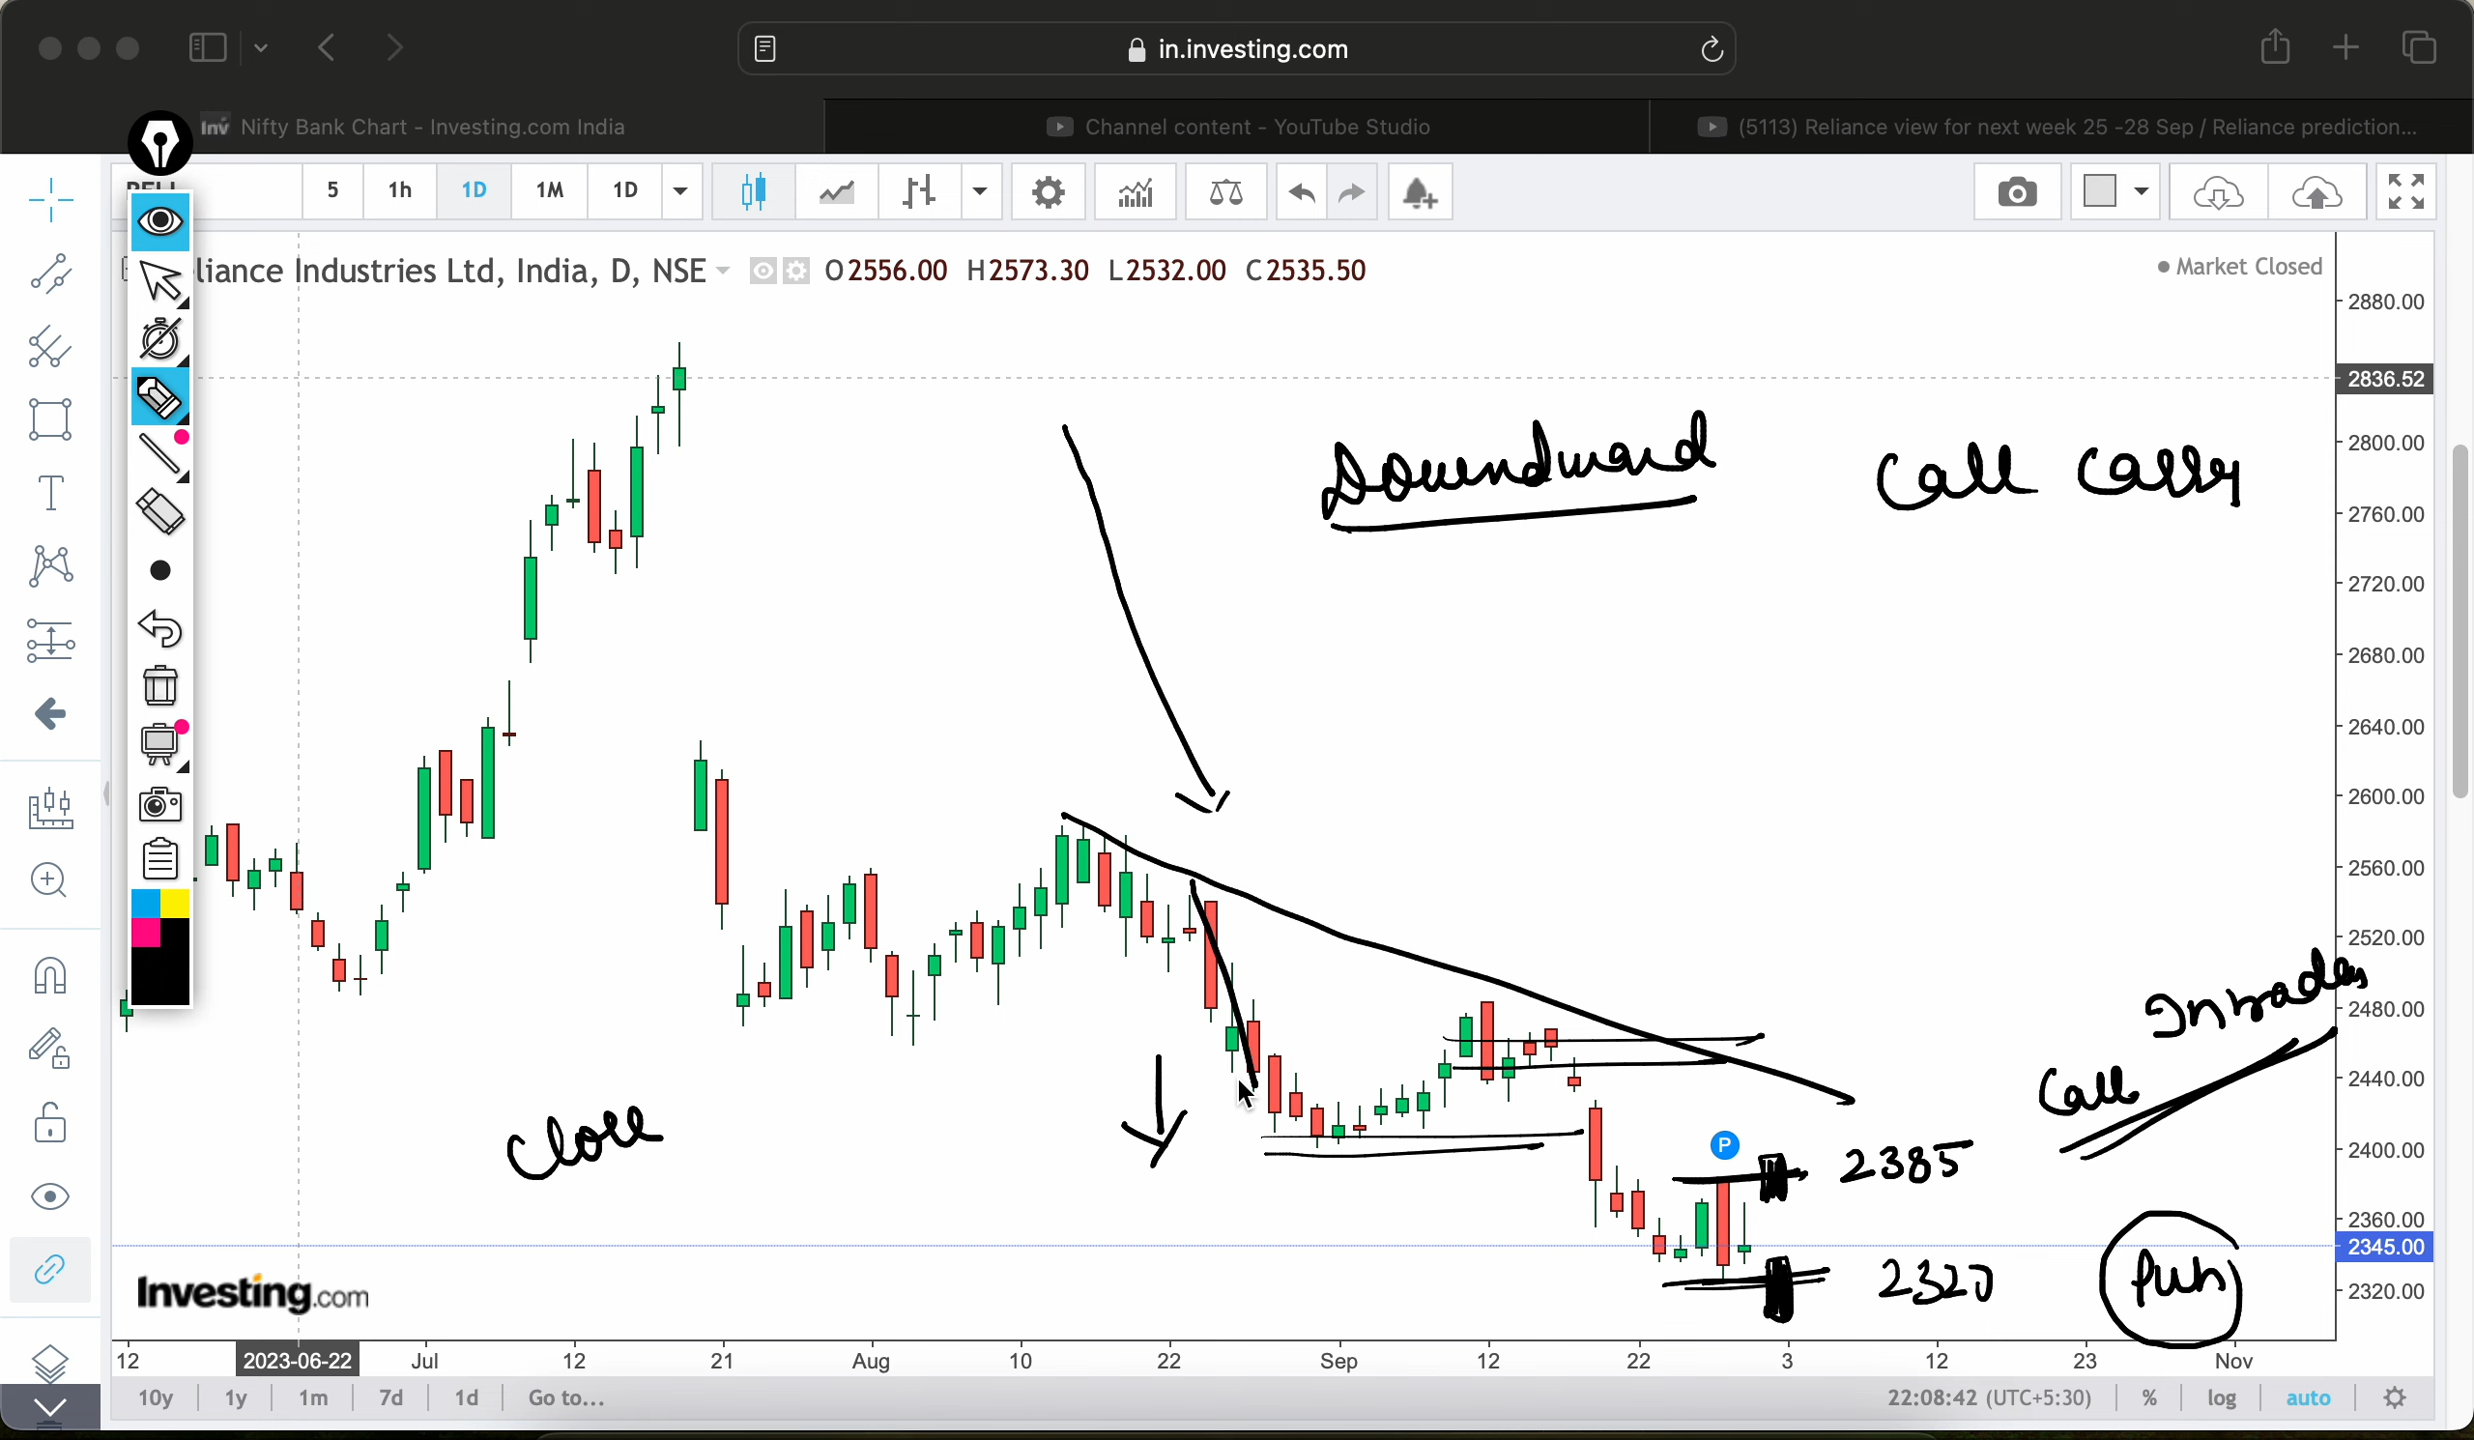 in.investing.com
Inv Nifty Bank Chart - Investing.com India
Channel content - YouTube Studio
(5113) Reliance view for next week 25 -28 Sep / Reliance prediction...
5 1h 1D 1M 1D
liance Industries Ltd, India, D, NSE O2556.00 H2573.30 L2532.00 C2535.50
Market Closed
2880.00
2836.52
2800.00
2760.00
2720.00
2680.00
2640.00
2600.00
2560.00
2520.00
2480.00
2440.00
2400.00
2360.00
2345.00
2320.00
Call Carry
Call
Close
P
2385
2320
Investing.com
12 2023-06-22 Jul 12 21 Aug 10 22 Sep 12 22 3 12 23 Nov
10y 1y 1m 7d 1d Go to...
22:08:42 (UTC+5:30) % log auto